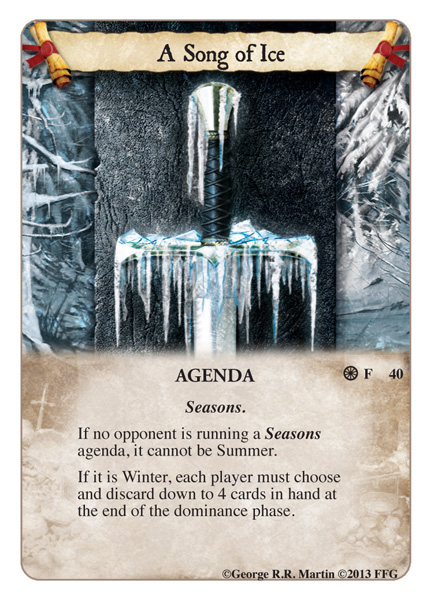 A Song of Ice
AGENDA
F 40
Seasons.
If no opponent is running a Seasons
agenda, it cannot be Summer.
If it is Winter, each player must choose
and discard down to 4 cards in hand at
the end of the dominance phase.
©George R.R. Martin ©2013 FFG